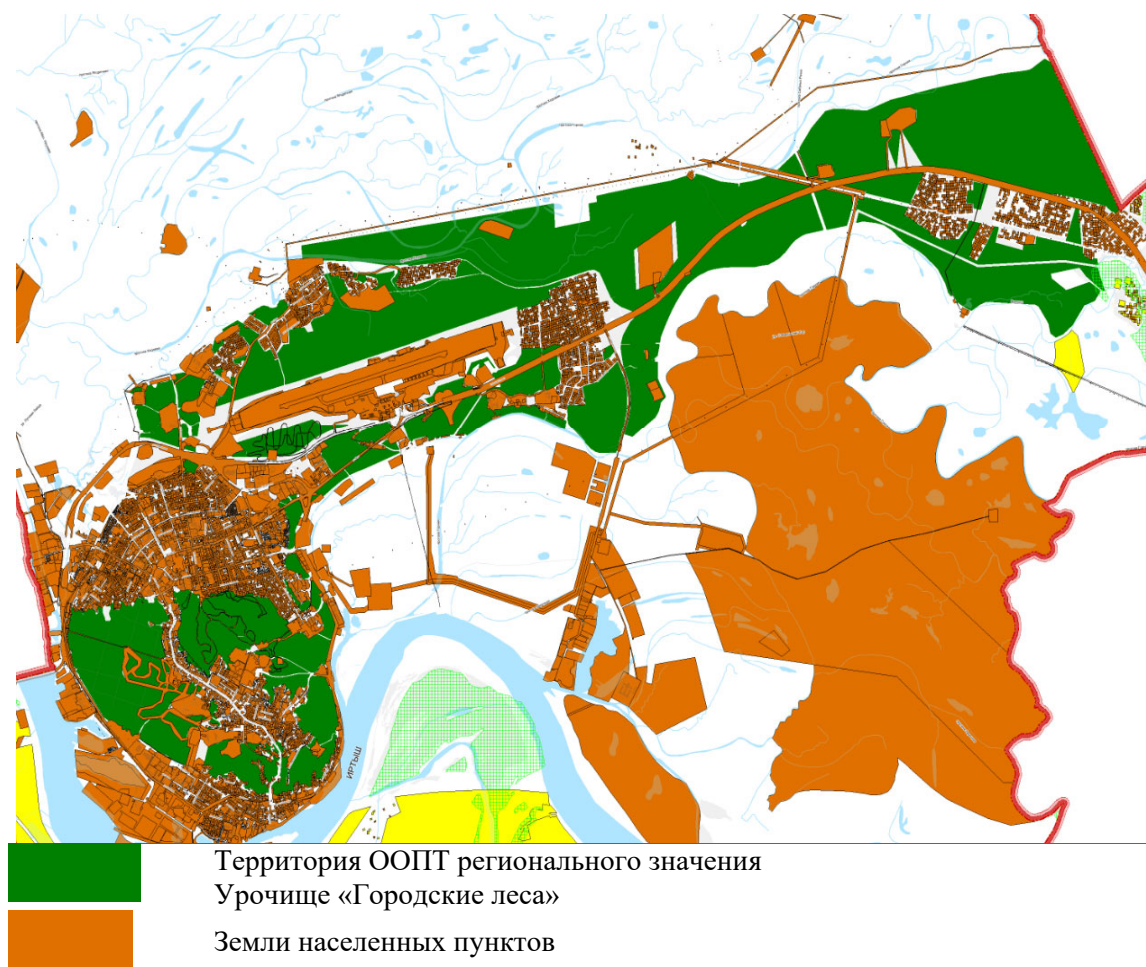 ИРТЫШ
Территория ООПТ регионального значения
Урочище «Городские леса»
Земли населенных пунктов